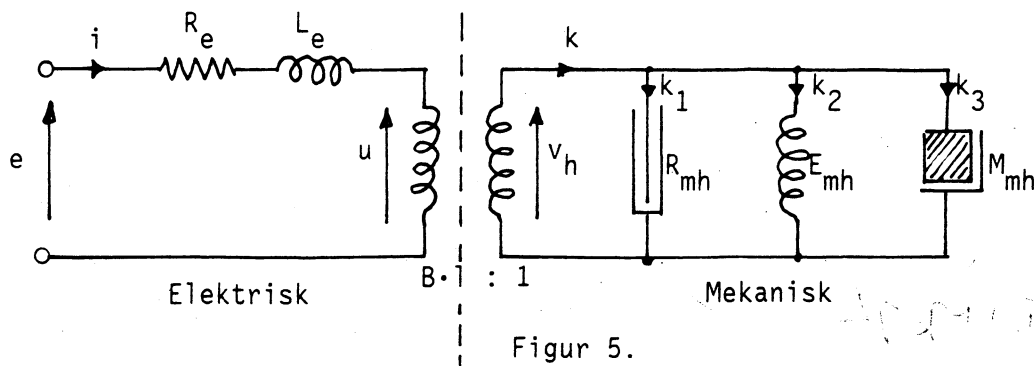 i R_e L_e k
k_1 k_2 k_3
e u v_h R_mh E_mh M_mh
B·l : 1
Elektrisk Mekanisk
Figur 5.